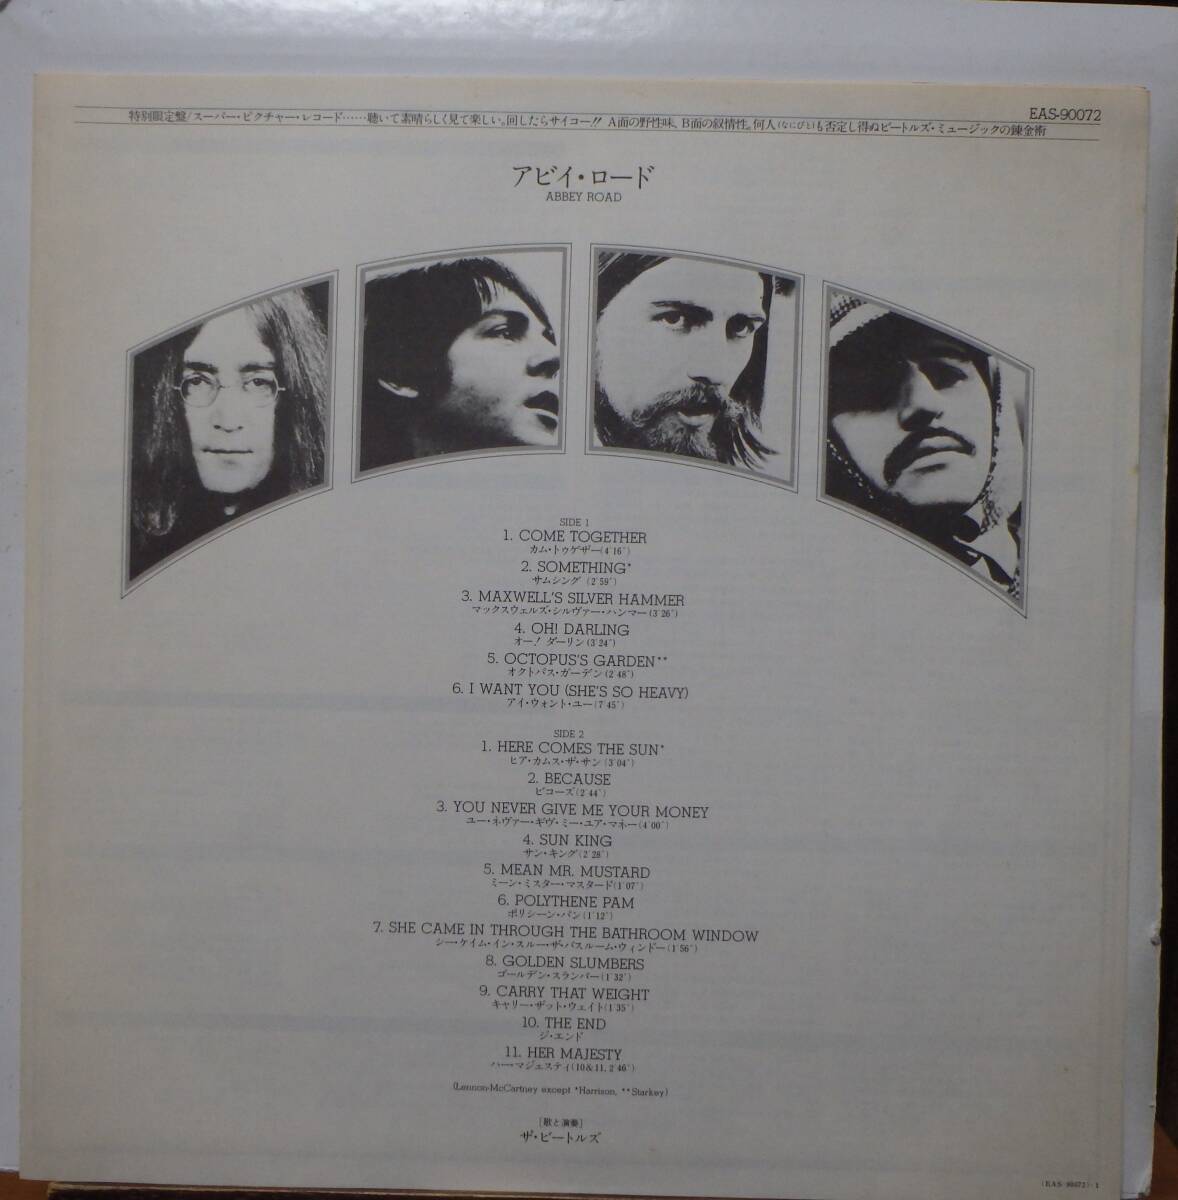 EAS-90072
特別限定盤/スーパー・ピクチャー・レコード……聴いて素晴らしく見て楽しい。回したらサイコー!! A面の野性味、B面の叙情性。何人(なにびと)も否定し得ぬビートルズ・ミュージックの錬金術
アビイ・ロード
ABBEY ROAD
SIDE 1
1. COME TOGETHER
カム・トゥゲザー(4'16")
2. SOMETHING*
サムシング (2'59")
3. MAXWELL'S SILVER HAMMER
マックスウェルズ・シルヴァー・ハンマー(3'26")
4. OH! DARLING
オー! ダーリン(3'24")
5. OCTOPUS'S GARDEN**
オクトパス・ガーデン(2'48")
6. I WANT YOU (SHE'S SO HEAVY)
アイ・ウォント・ユー(7'45")
SIDE 2
1. HERE COMES THE SUN*
ヒア・カムス・ザ・サン(3'04")
2. BECAUSE
ビコーズ(2'44")
3. YOU NEVER GIVE ME YOUR MONEY
ユー・ネヴァー・ギヴ・ミー・ユア・マネー(4'00")
4. SUN KING
サン・キング(2'28")
5. MEAN MR. MUSTARD
ミーン・ミスター・マスタード(1'07")
6. POLYTHENE PAM
ポリシーン・パン(1'12")
7. SHE CAME IN THROUGH THE BATHROOM WINDOW
シー・ケイム・イン・スルー・ザ・バスルーム・ウィンドー(1'56")
8. GOLDEN SLUMBERS
ゴールデン・スランバー(1'32")
9. CARRY THAT WEIGHT
キャリー・ザット・ウェイト(1'35")
10. THE END
ジ・エンド
11. HER MAJESTY
ハー・マジェスティ(10&11, 2'46")
(Lennon-McCartney except *Harrison, **Starkey)
[歌と演奏]
ザ・ビートルズ
(EAS-90072)-1